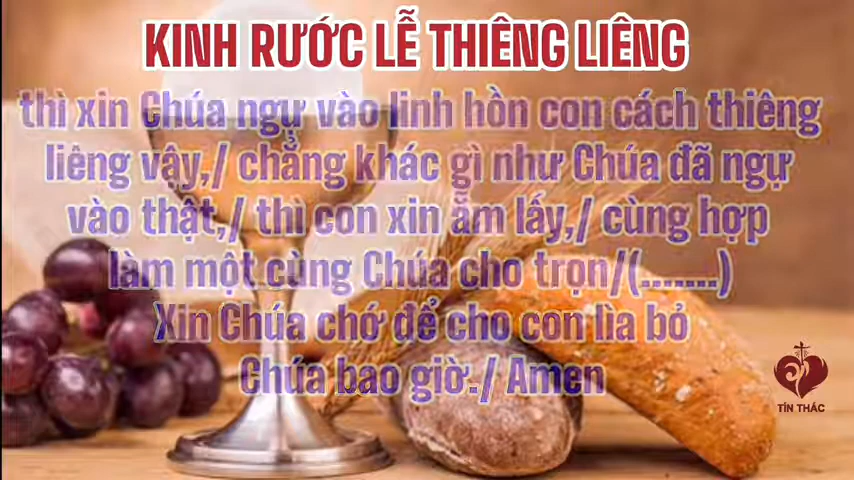 KINH RƯỚC LỄ THIÊNG LIÊNG
thì xin Chúa ngự vào linh hồn con cách thiêng
liêng vậy,/ chẳng khác gì như Chúa đã ngự
vào thật,/ thì con xin ẵm lấy,/ cùng hợp
làm một cùng Chúa cho trọn/(.......)
Xin Chúa chớ để cho con lìa bỏ
Chúa bao giờ./ Amen
TÍN THÁC